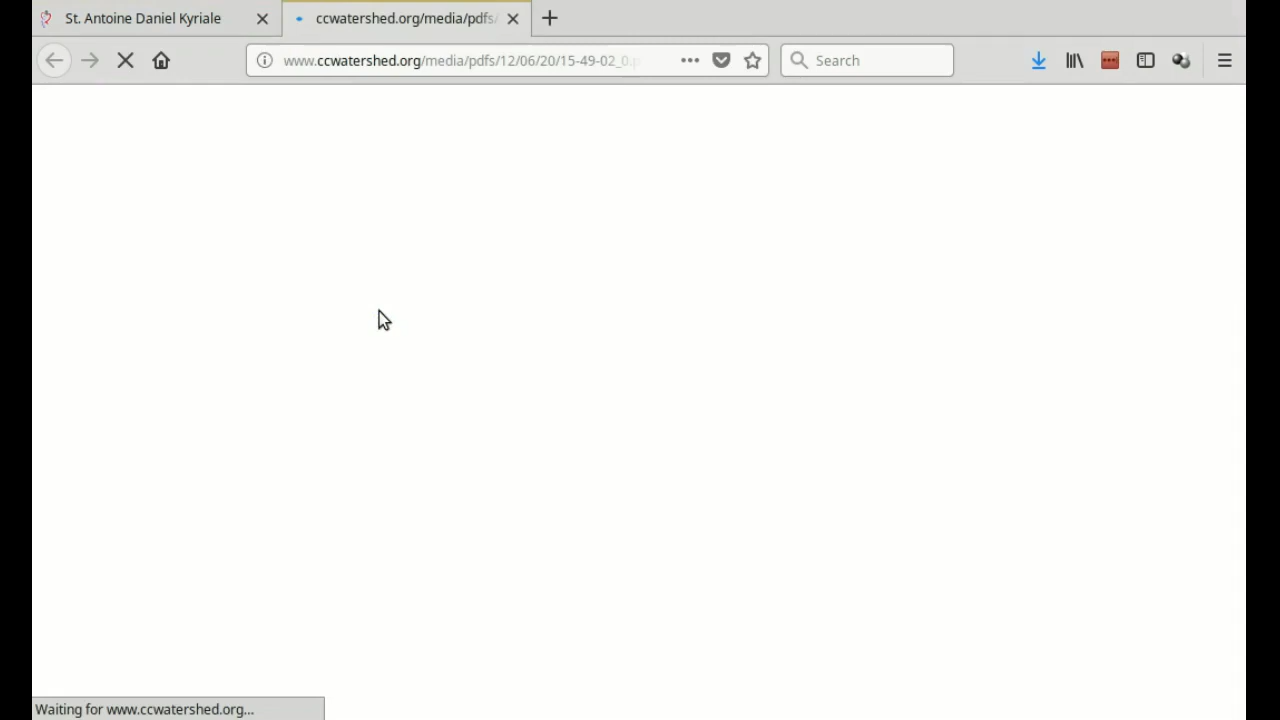 St. Antoine Daniel Kyriale
ccwatershed.org/media/pdfs/
www.ccwatershed.org/media/pdfs/12/06/20/15-49-02_0.p
Search
Waiting for www.ccwatershed.org...